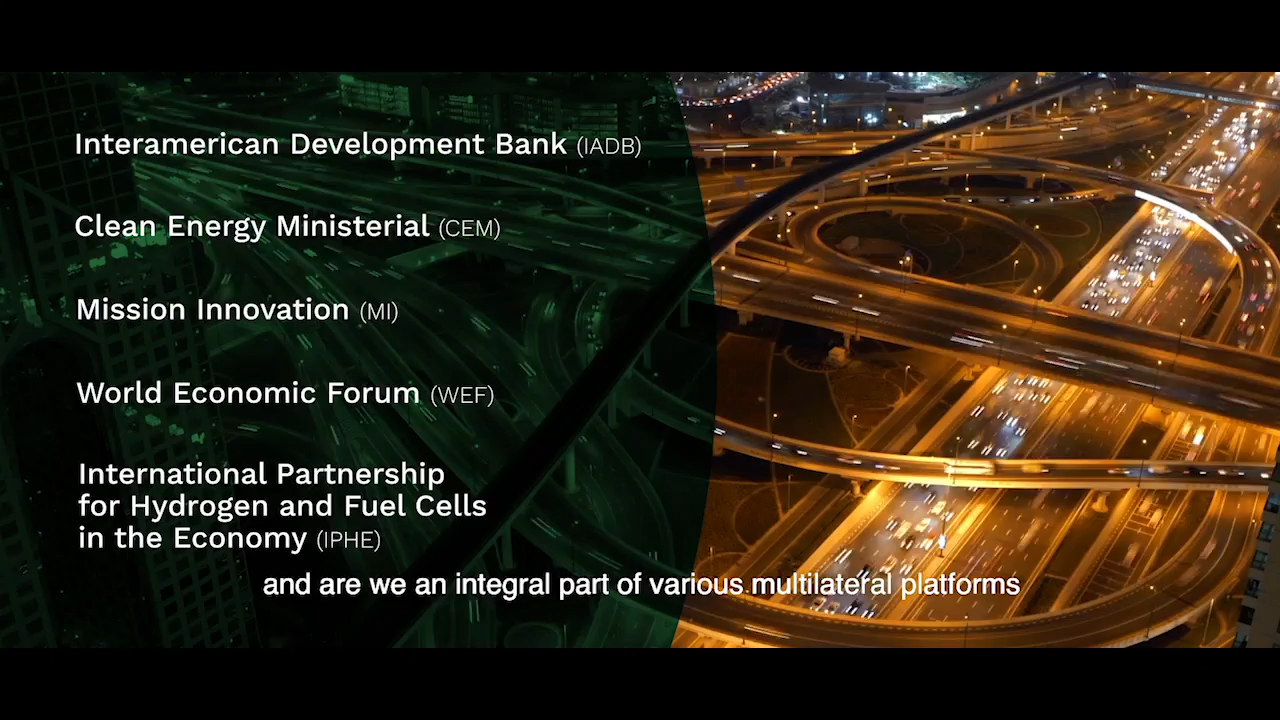 Interamerican Development Bank (IADB)
Clean Energy Ministerial (CEM)
Mission Innovation (MI)
World Economic Forum (WEF)
International Partnership
for Hydrogen and Fuel Cells
in the Economy (IPHE)
and are we an integral part of various multilateral platforms